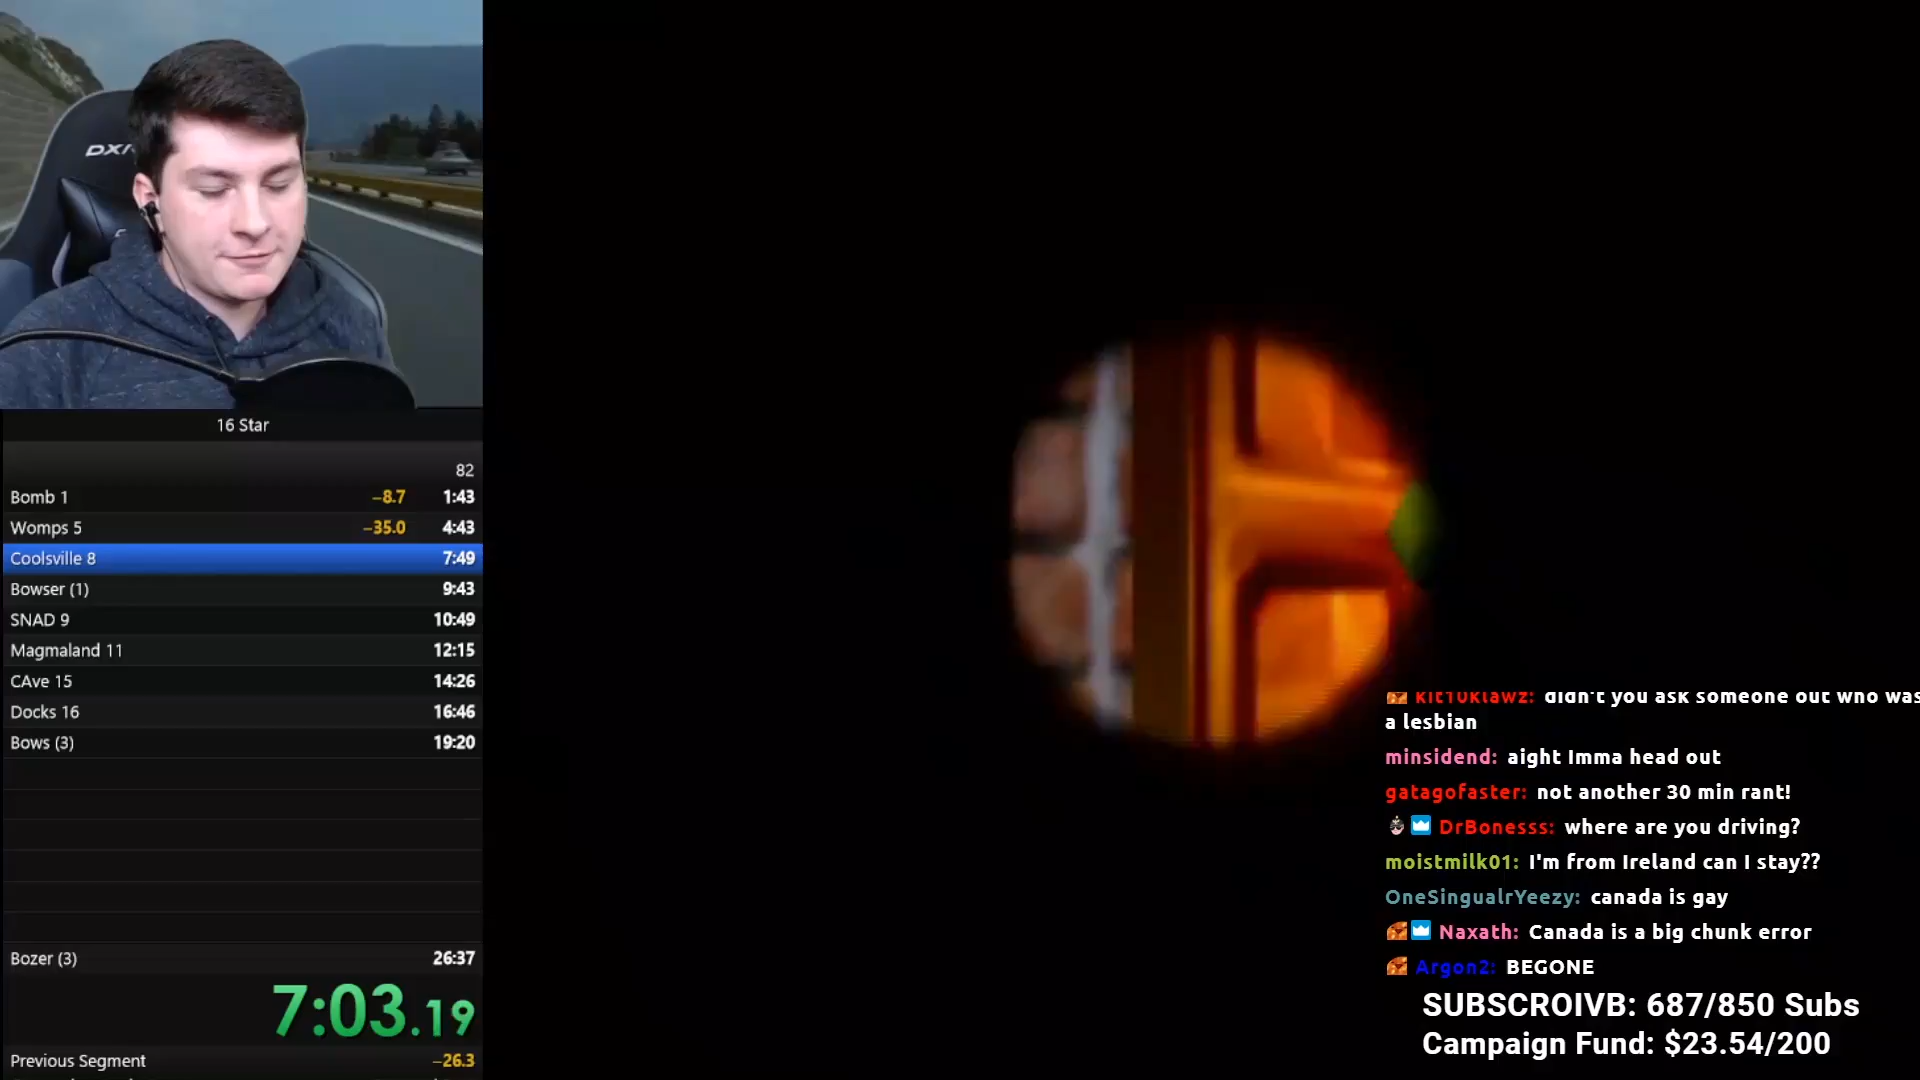 DXR
16 Star
82
Bomb 1 −8.7 1:43
Womps 5 −35.0 4:43
Coolsville 8 7:49
Bowser (1) 9:43
SNAD 9 10:49
Magmaland 11 12:15
CAve 15 14:26
Docks 16 16:46
Bows (3) 19:20
Bozer (3) 26:37
7:03.19
Previous Segment −26.3
kit10klawz: didn't you ask someone out who was
a lesbian
minsidend: aight Imma head out
gatagofaster: not another 30 min rant!
DrBonesss: where are you driving?
moistmilk01: I'm from Ireland can I stay??
OneSingualrYeezy: canada is gay
Naxath: Canada is a big chunk error
Argon2: BEGONE
SUBSCROIVB: 687/850 Subs
Campaign Fund: $23.54/200